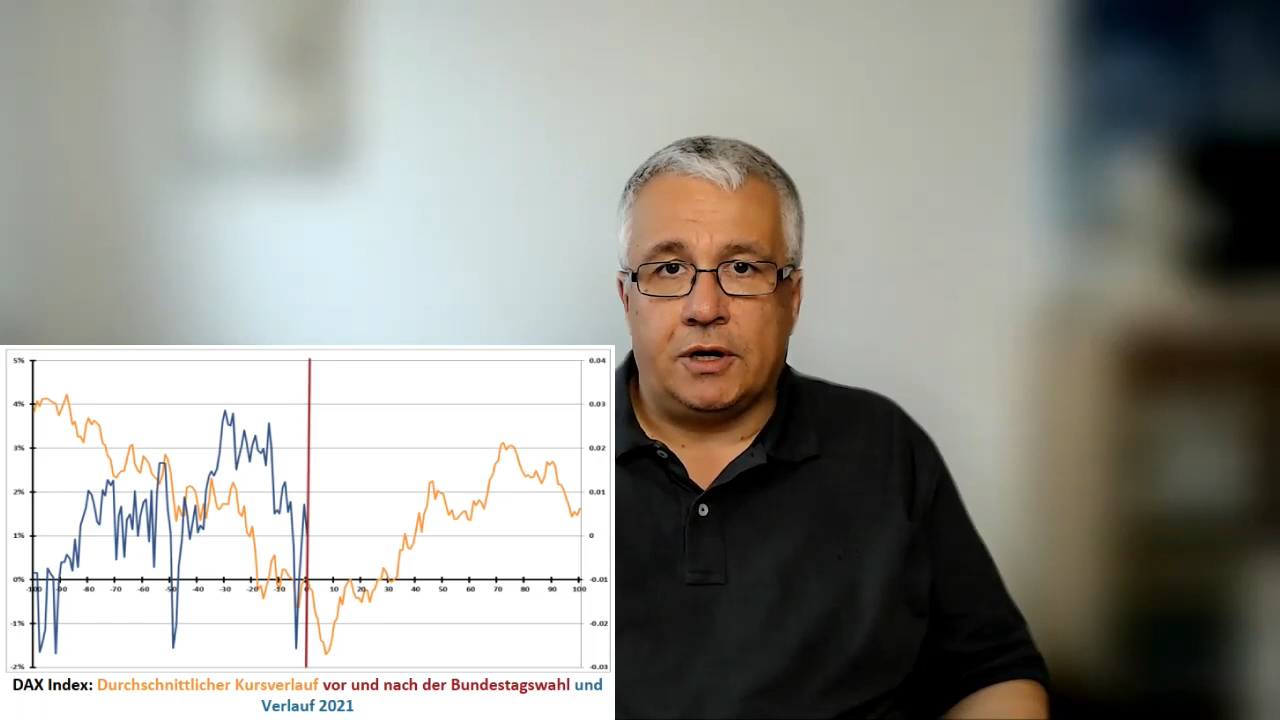 5% 0.04
4% 0.03
3% 0.02
2% 0.01
1% 0
0% -0.01
-100 -90 -80 -70 -60 -50 -40 -30 -20 -10 0 10 20 30 40 50 60 70 80 90 100
-1% -0.02
-2% -0.03
DAX Index: Durchschnittlicher Kursverlauf vor und nach der Bundestagswahl und
Verlauf 2021